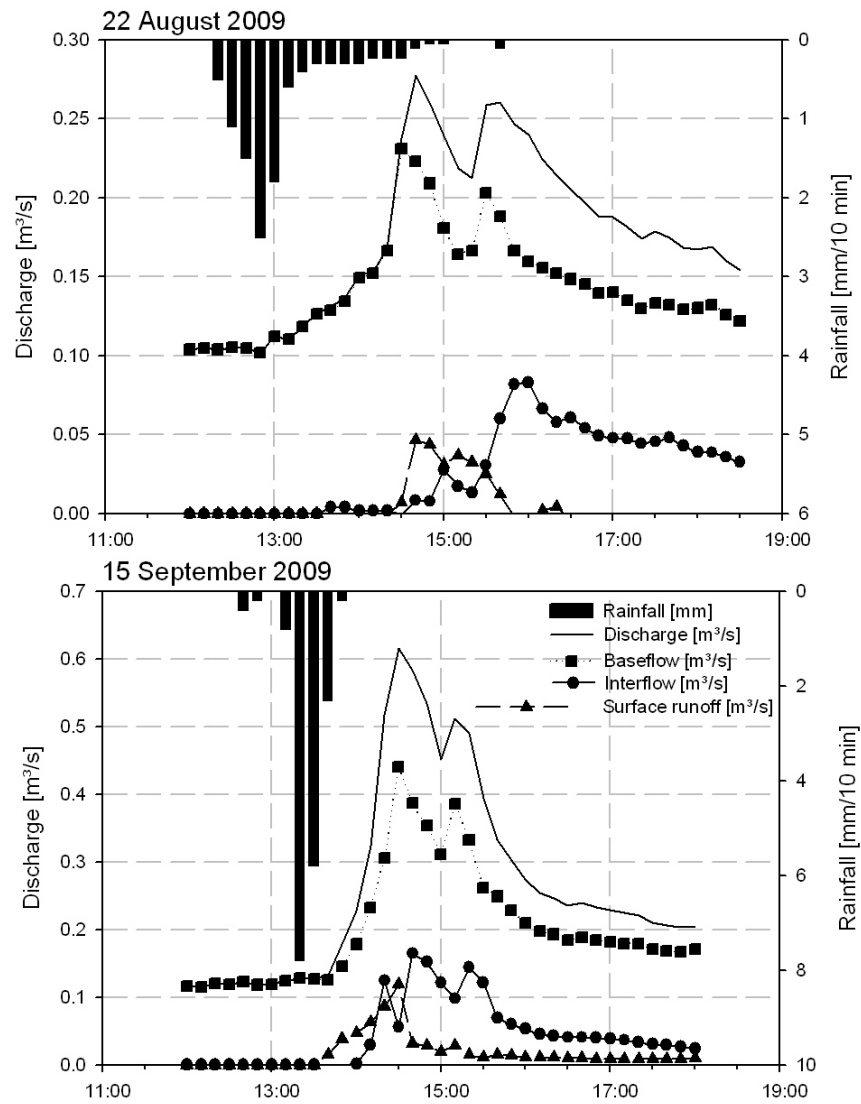 22 August 2009
0.30
0.25
0.20
0.15
0.10
0.05
0.00
Discharge [m³/s]
0
1
2
3
4
5
6
Rainfall [mm/10 min]
11:00 13:00 15:00 17:00 19:00
15 September 2009
0.7
0.6
0.5
0.4
0.3
0.2
0.1
0.0
Discharge [m³/s]
Rainfall [mm]
Discharge [m³/s]
Baseflow [m³/s]
Interflow [m³/s]
Surface runoff [m³/s]
0
2
4
6
8
10
Rainfall [mm/10 min]
11:00 13:00 15:00 17:00 19:00